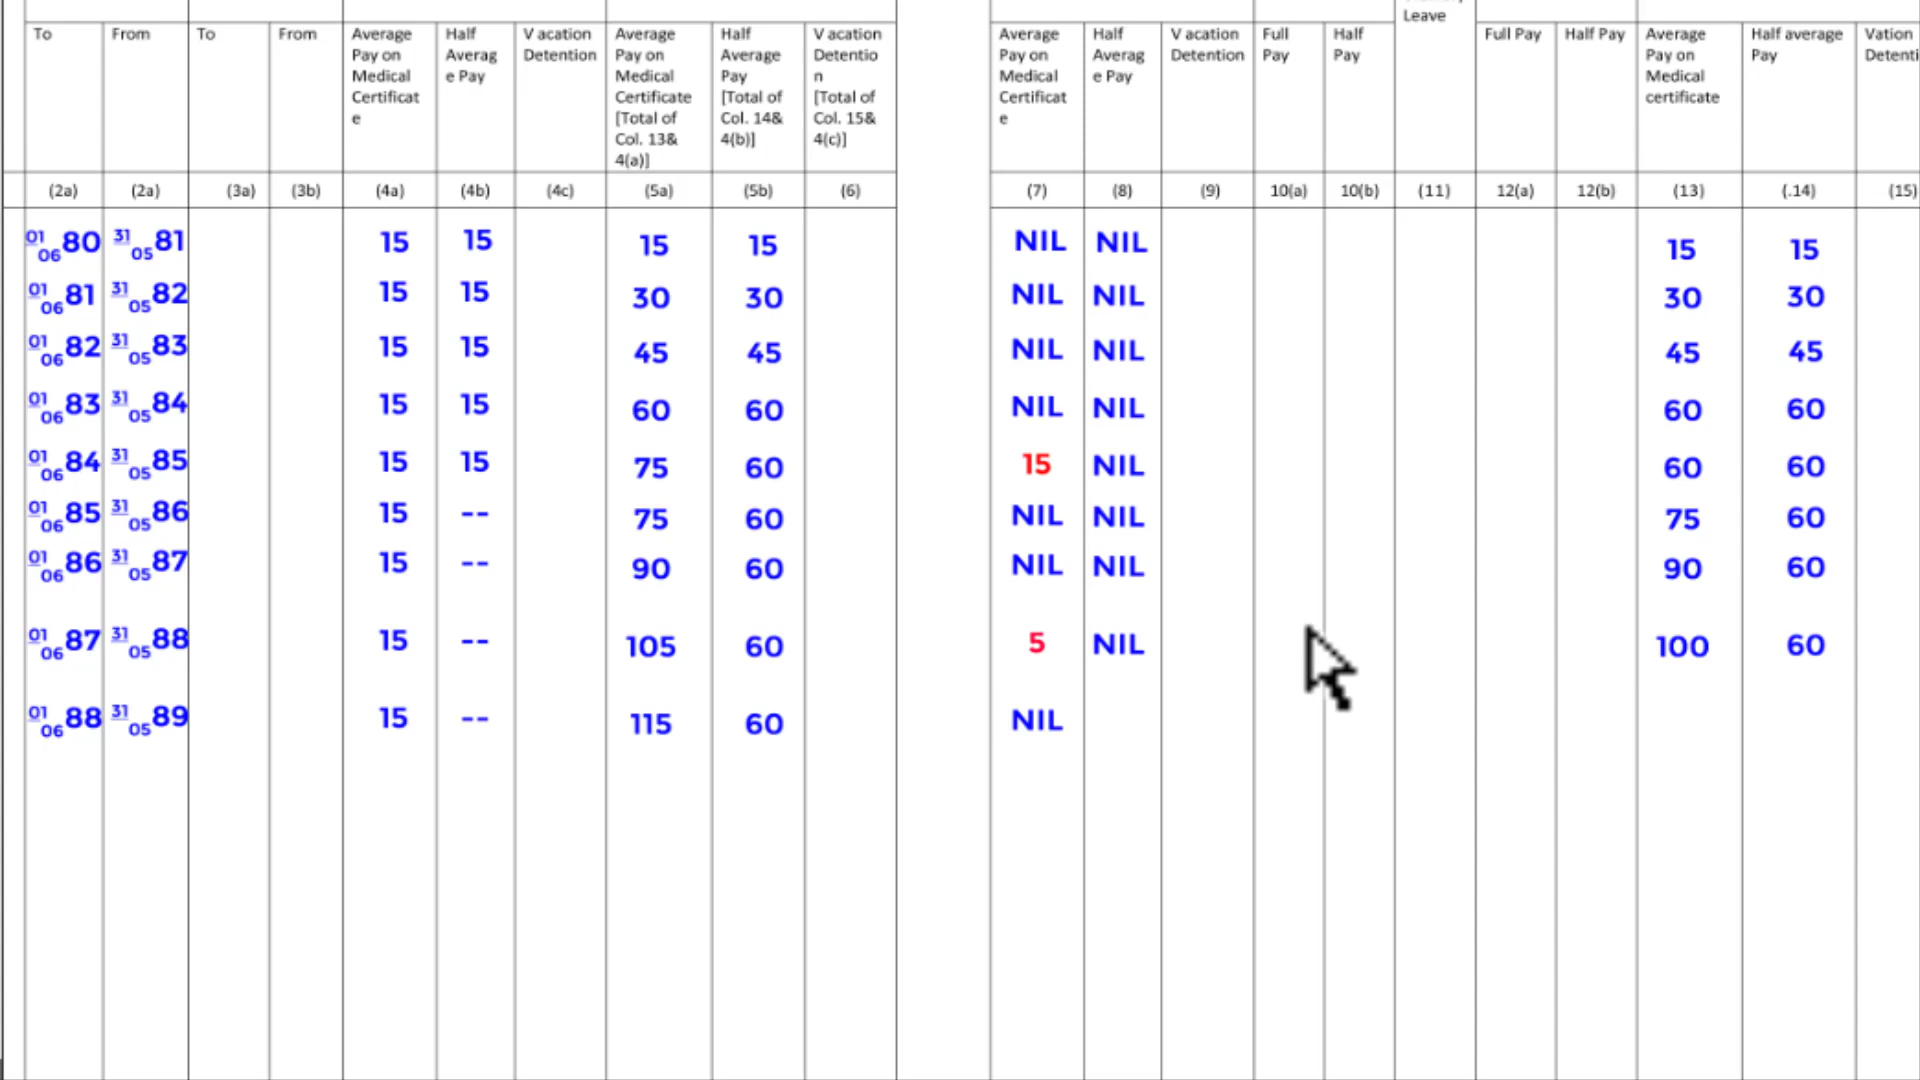 Leave
To From To From Average Pay on Medical Certificat e Half Averag e Pay V acation Detention Average Pay on Medical Certificate [Total of Col. 13& 4(a)] Half Average Pay [Total of Col. 14& 4(b)] V acation Detentio n [Total of Col. 15& 4(c)] Average Pay on Medical Certificat e Half Averag e Pay V acation Detention Full Pay Half Pay Full Pay Half Pay Average Pay on Medical certificate Half average Pay Vation Detenti
(2a) (2a) (3a) (3b) (4a) (4b) (4c) (5a) (5b) (6) (7) (8) (9) 10(a) 10(b) (11) 12(a) 12(b) (13) (.14) (15)
01 06 80 31 05 81 15 15 15 15 NIL NIL 15 15
01 06 81 31 05 82 15 15 30 30 NIL NIL 30 30
01 06 82 31 05 83 15 15 45 45 NIL NIL 45 45
01 06 83 31 05 84 15 15 60 60 NIL NIL 60 60
01 06 84 31 05 85 15 15 75 60 15 NIL 60 60
01 06 85 31 05 86 15 -- 75 60 NIL NIL 75 60
01 06 86 31 05 87 15 -- 90 60 NIL NIL 90 60
01 06 87 31 05 88 15 -- 105 60 5 NIL 100 60
01 06 88 31 05 89 15 -- 115 60 NIL